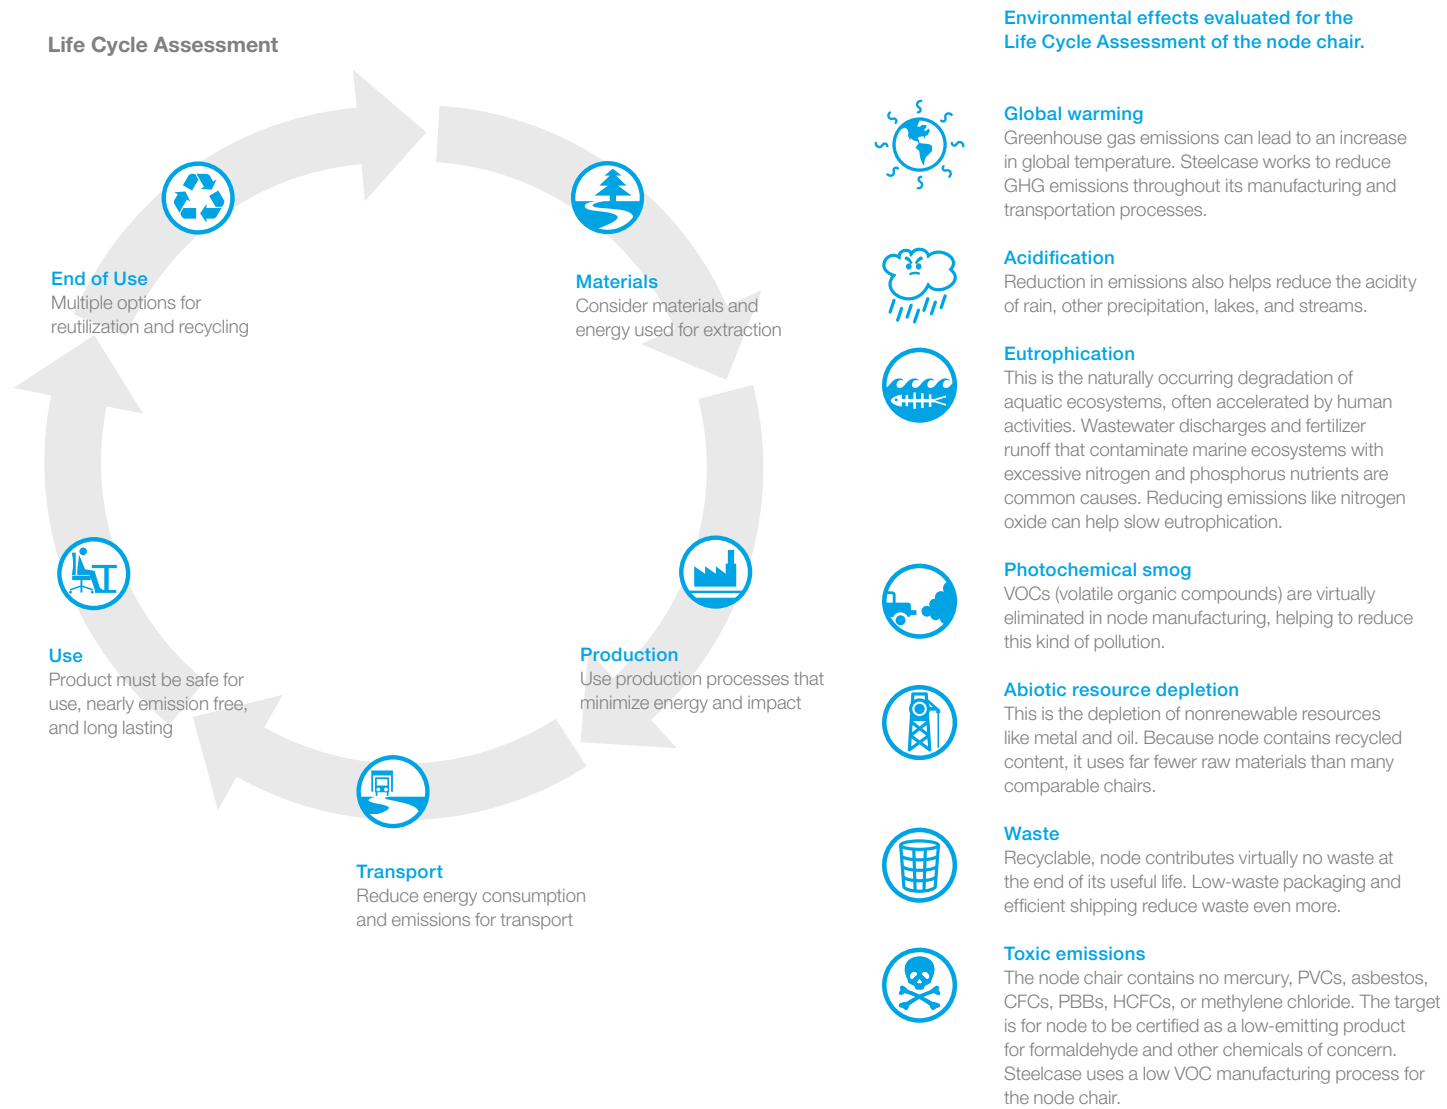 Life Cycle Assessment
End of Use
Multiple options for
reutilization and recycling
Materials
Consider materials and
energy used for extraction
Use
Product must be safe for
use, nearly emission free,
and long lasting
Production
Use production processes that
minimize energy and impact
Transport
Reduce energy consumption
and emissions for transport
Environmental effects evaluated for the
Life Cycle Assessment of the node chair.
Global warming
Greenhouse gas emissions can lead to an increase
in global temperature. Steelcase works to reduce
GHG emissions throughout its manufacturing and
transportation processes.
Acidification
Reduction in emissions also helps reduce the acidity
of rain, other precipitation, lakes, and streams.
Eutrophication
This is the naturally occurring degradation of
aquatic ecosystems, often accelerated by human
activities. Wastewater discharges and fertilizer
runoff that contaminate marine ecosystems with
excessive nitrogen and phosphorus nutrients are
common causes. Reducing emissions like nitrogen
oxide can help slow eutrophication.
Photochemical smog
VOCs (volatile organic compounds) are virtually
eliminated in node manufacturing, helping to reduce
this kind of pollution.
Abiotic resource depletion
This is the depletion of nonrenewable resources
like metal and oil. Because node contains recycled
content, it uses far fewer raw materials than many
comparable chairs.
Waste
Recyclable, node contributes virtually no waste at
the end of its useful life. Low-waste packaging and
efficient shipping reduce waste even more.
Toxic emissions
The node chair contains no mercury, PVCs, asbestos,
CFCs, PBBs, HCFCs, or methylene chloride. The target
is for node to be certified as a low-emitting product
for formaldehyde and other chemicals of concern.
Steelcase uses a low VOC manufacturing process for
the node chair.